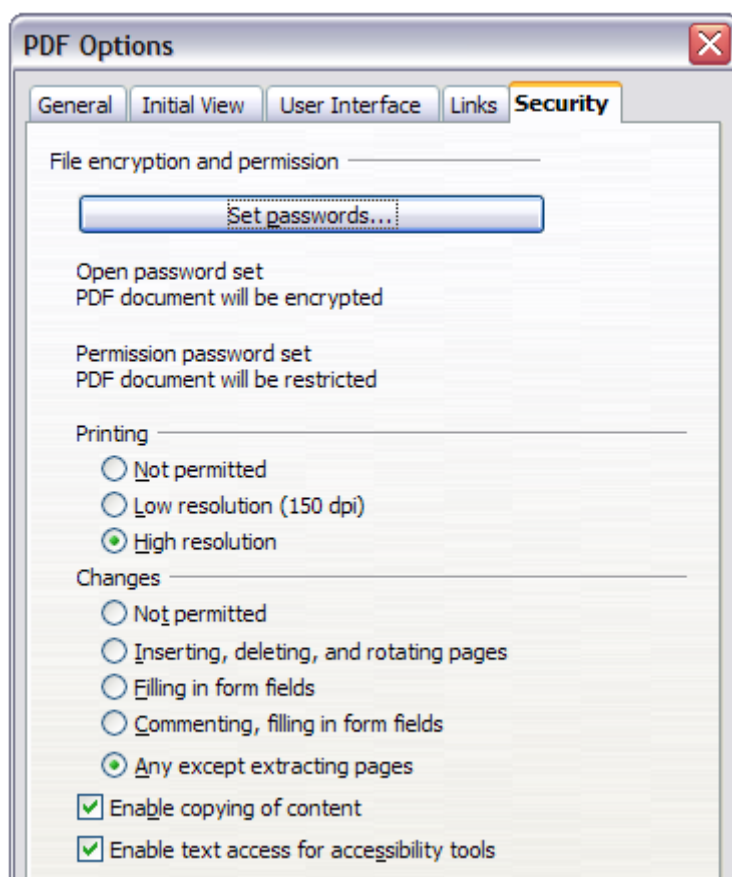 PDF Options
General Initial View User Interface Links Security
File encryption and permission
Set passwords...
Open password set
PDF document will be encrypted
Permission password set
PDF document will be restricted
Printing
Not permitted
Low resolution (150 dpi)
High resolution
Changes
Not permitted
Inserting, deleting, and rotating pages
Filling in form fields
Commenting, filling in form fields
Any except extracting pages
Enable copying of content
Enable text access for accessibility tools